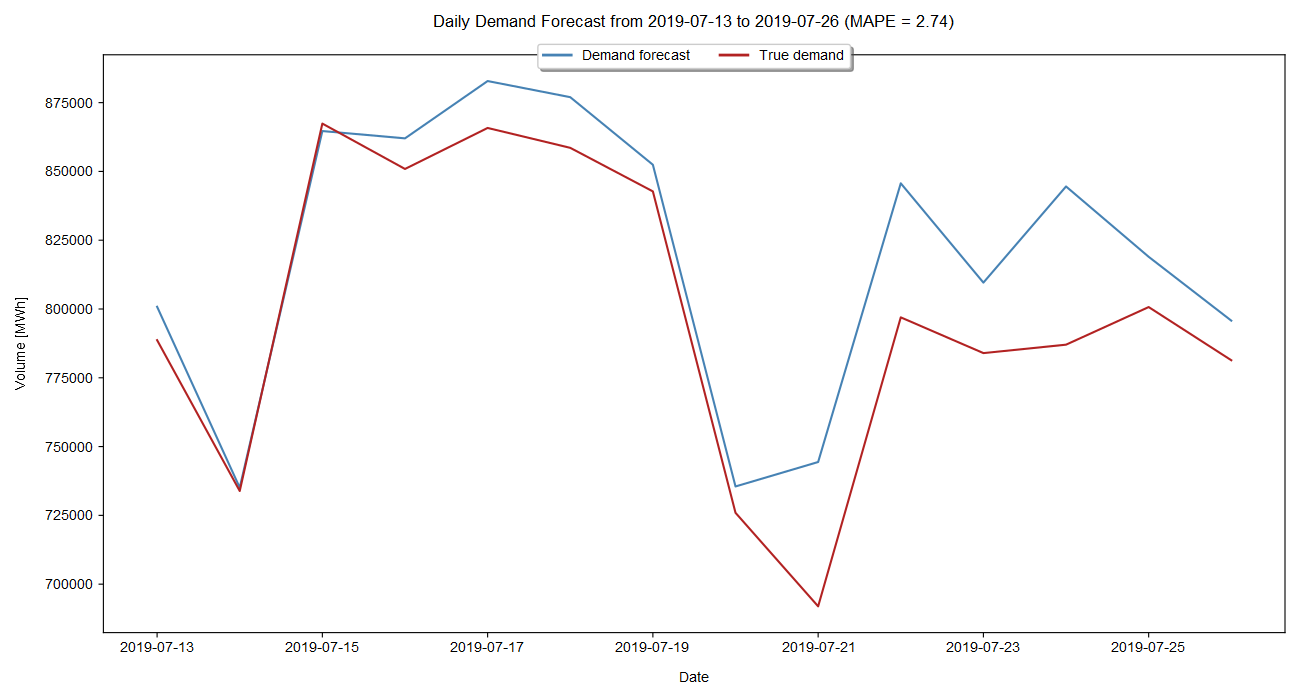 Daily Demand Forecast from 2019-07-13 to 2019-07-26 (MAPE = 2.74)
Demand forecast True demand
875000
850000
825000
800000
775000
750000
725000
700000
Volume [MWh]
2019-07-13 2019-07-15 2019-07-17 2019-07-19 2019-07-21 2019-07-23 2019-07-25
Date